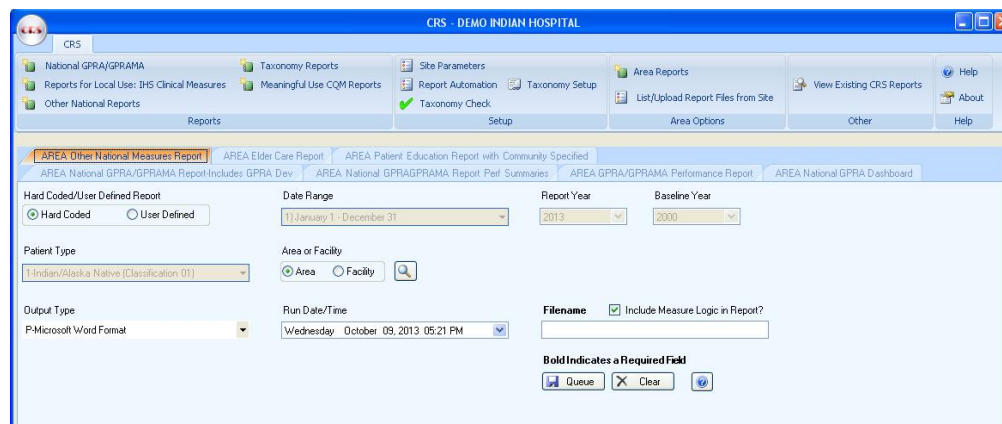 CRS - DEMO INDIAN HOSPITAL
CRS
CRS
National GPRA/GPRAMA
Reports for Local Use: IHS Clinical Measures
Other National Reports
Taxonomy Reports
Meaningful Use CQM Reports
Reports
Site Parameters
Report Automation
Taxonomy Setup
Taxonomy Check
Setup
Area Reports
List/Upload Report Files from Site
Area Options
View Existing CRS Reports
Other
Help
About
Help
AREA Other National Measures Report
AREA Elder Care Report
AREA Patient Education Report with Community Specified
AREA National GPRA/GPRAMA Report-Includes GPRA Dev
AREA National GPRAGPRAMA Report Perf Summaries
AREA GPRA/GPRAMA Performance Report
AREA National GPRA Dashboard
Hard Coded/User Defined Report
Hard Coded
User Defined
Date Range
1) January 1 - December 31
Report Year
2013
Baseline Year
2000
Patient Type
1-Indian/Alaska Native (Classification 01)
Area or Facility
Area
Facility
Output Type
P-Microsoft Word Format
Run Date/Time
Wednesday October 09, 2013 05:21 PM
Filename
Include Measure Logic in Report?
Bold Indicates a Required Field
Queue
Clear